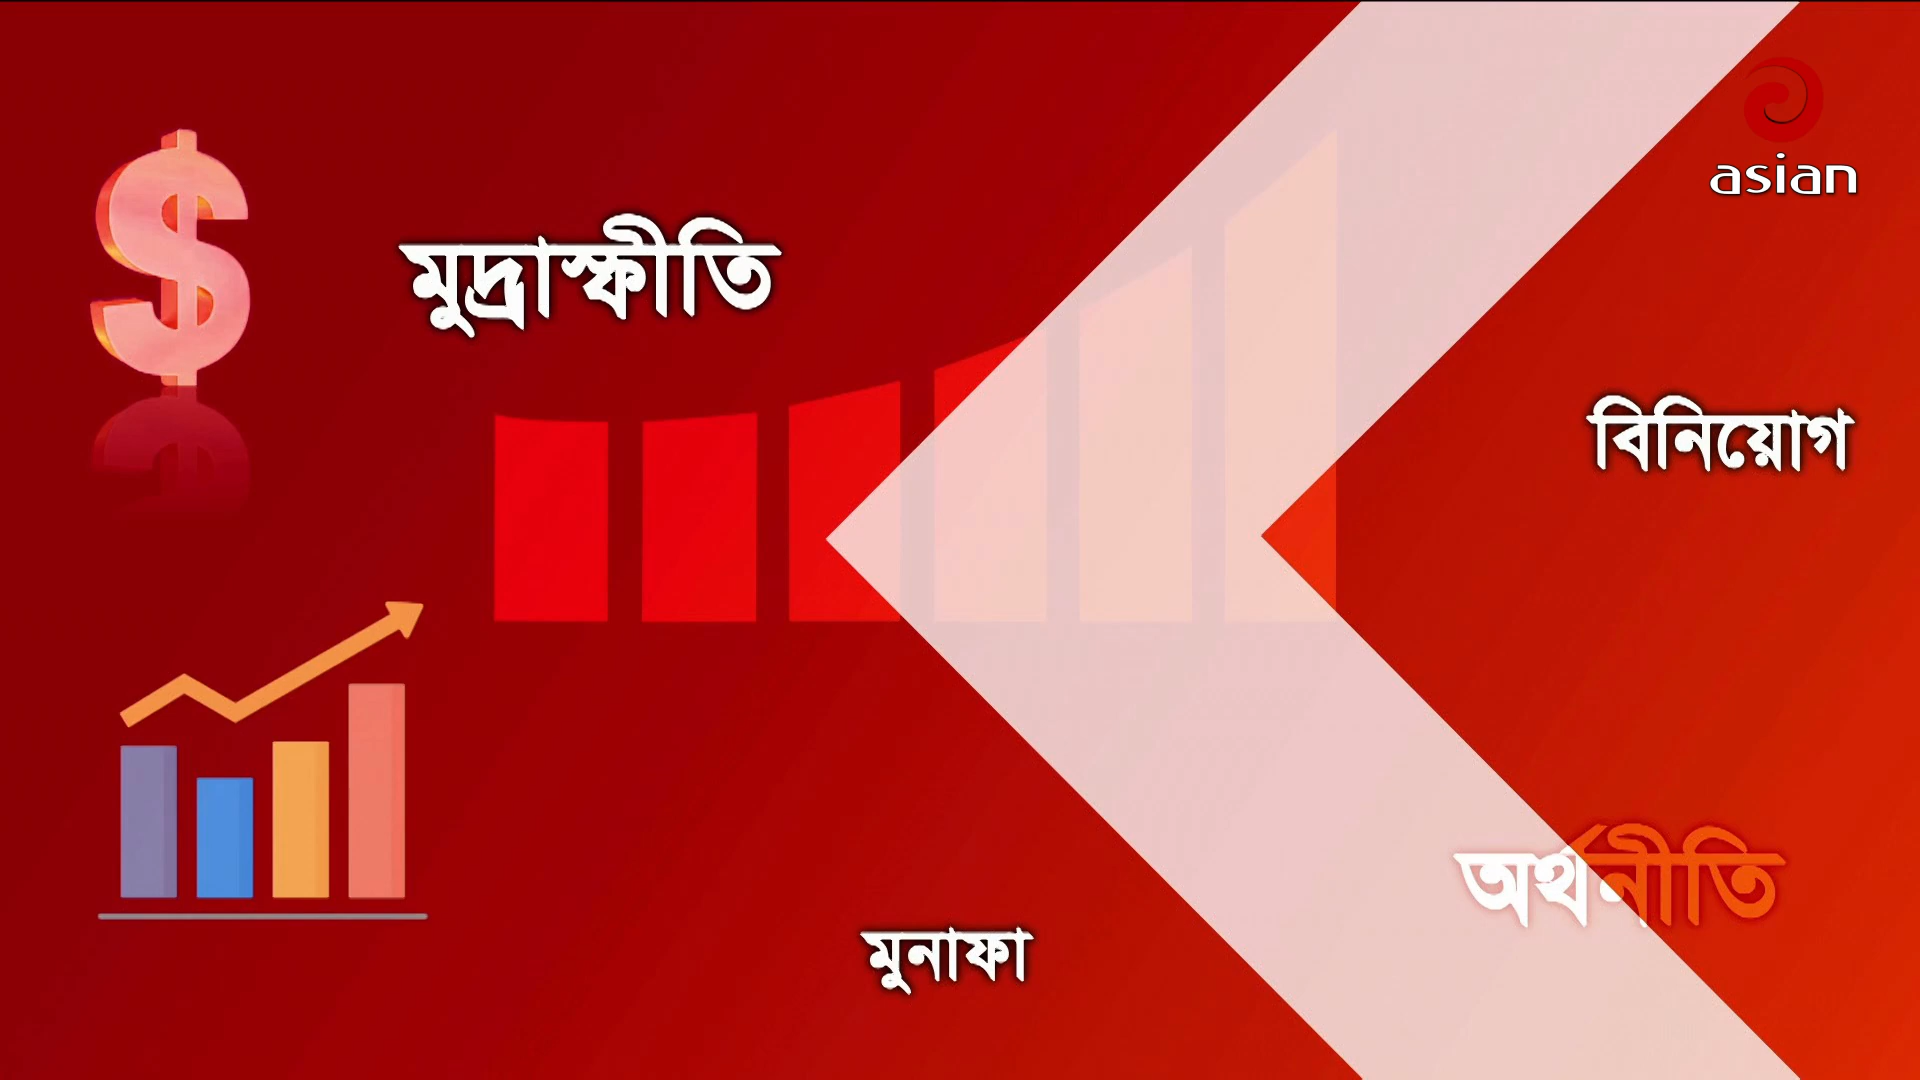 asian
মুদ্রাস্ফীতি
বিনিয়োগ
অর্থনীতি
মুনাফা